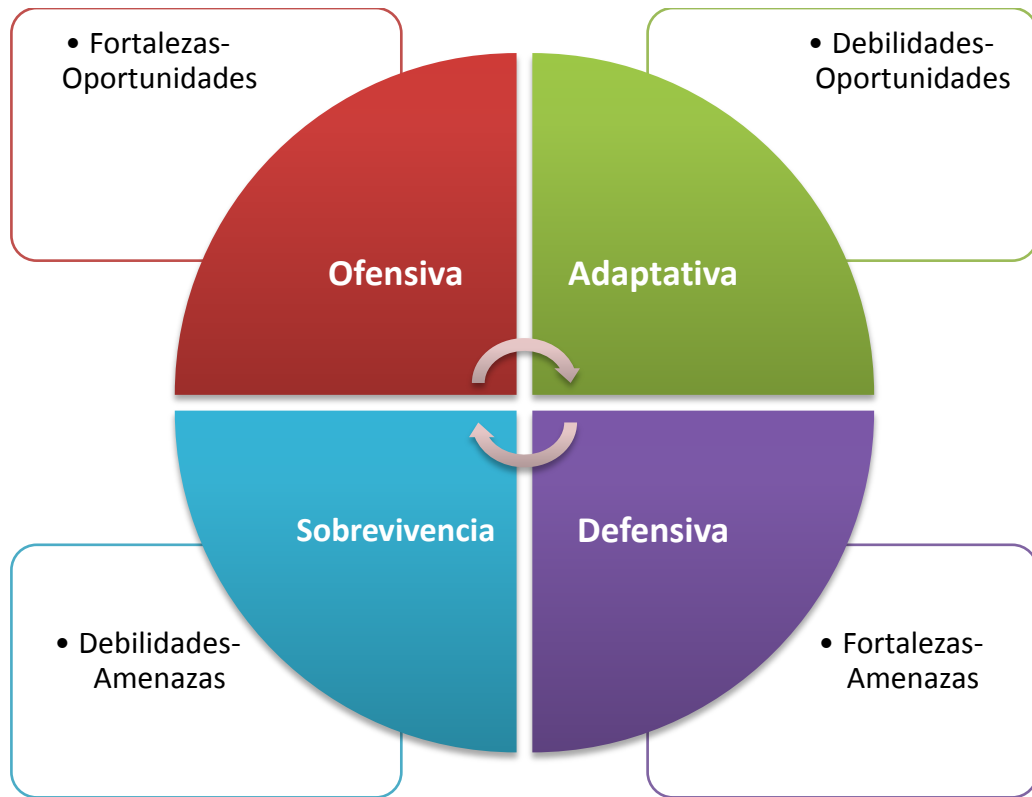 • Fortalezas-
Oportunidades
• Debilidades-
Oportunidades
Ofensiva
Adaptativa
Sobrevivencia
Defensiva
• Debilidades-
Amenazas
• Fortalezas-
Amenazas